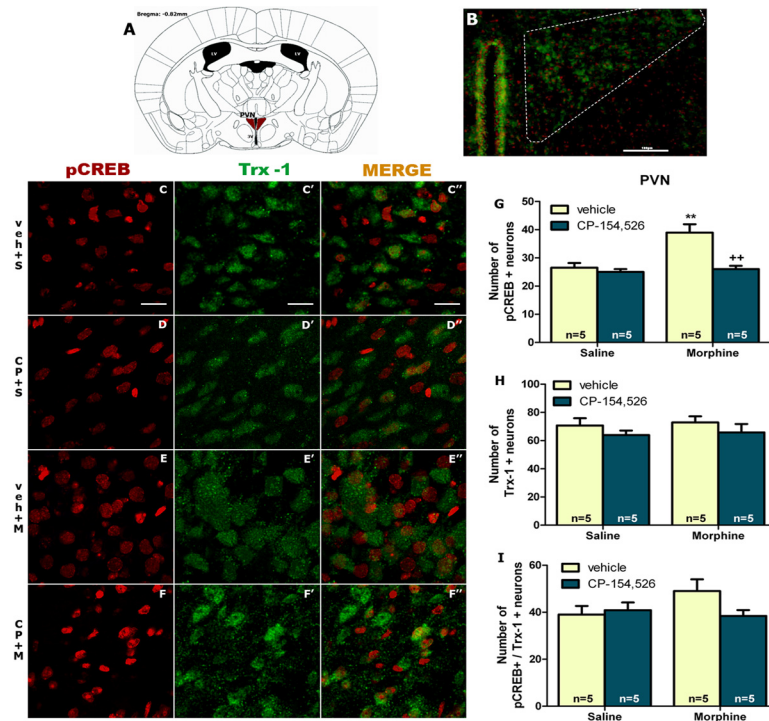 Bregma: -0.82mm
A
LV
LV
PVN
3V
B
pCREB
Trx -1
MERGE
veh+S
C
C'
C''
CP+S
D
D'
D''
veh+M
E
E'
E''
CP+M
F
F'
F''
PVN
G
vehicle
CP-154,526
**
++
Number of
pCREB + neurons
50
40
30
20
10
0
n=5
n=5
n=5
n=5
Saline
Morphine
H
vehicle
CP-154,526
Number of
Trx-1 + neurons
100
80
60
40
20
0
n=5
n=5
n=5
n=5
Saline
Morphine
I
vehicle
CP-154,526
Number of
pCREB+ / Trx-1 + neurons
60
40
20
0
n=5
n=5
n=5
n=5
Saline
Morphine